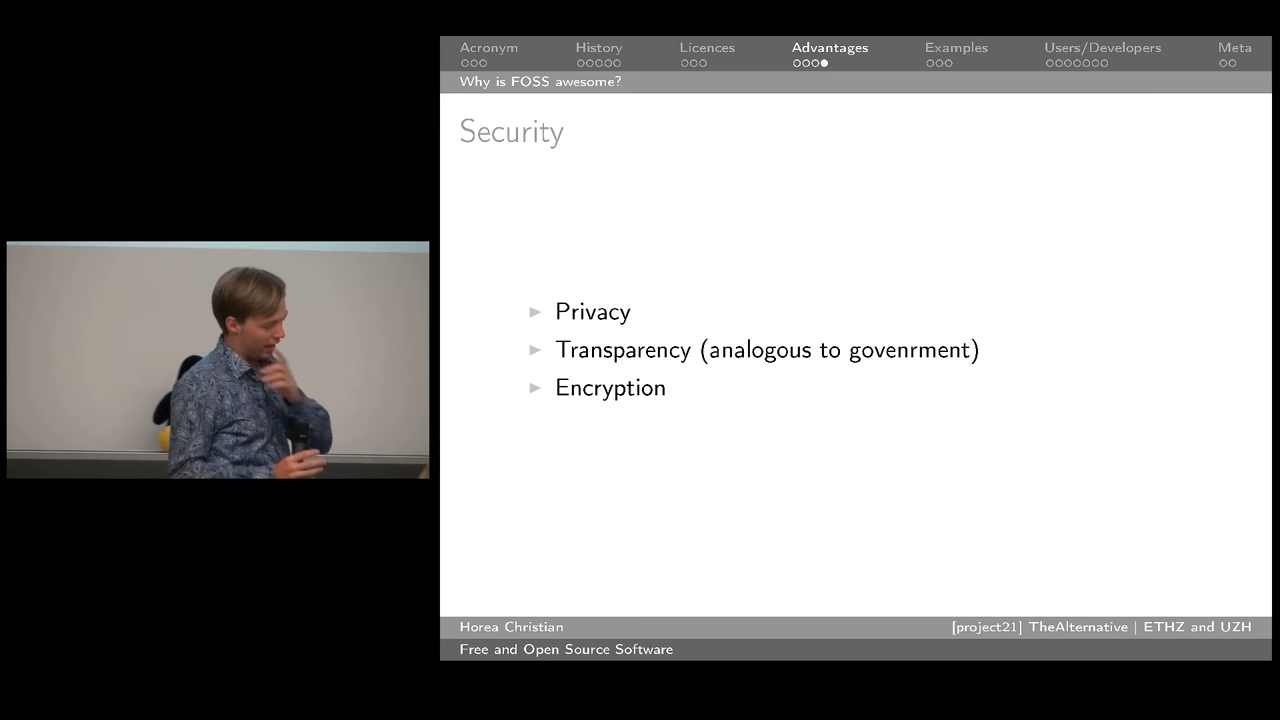 Acronym History Licences Advantages Examples Users/Developers Meta
Why is FOSS awesome?
Security
Privacy
Transparency (analogous to govenrment)
Encryption
Horea Christian [project21] TheAlternative | ETHZ and UZH
Free and Open Source Software